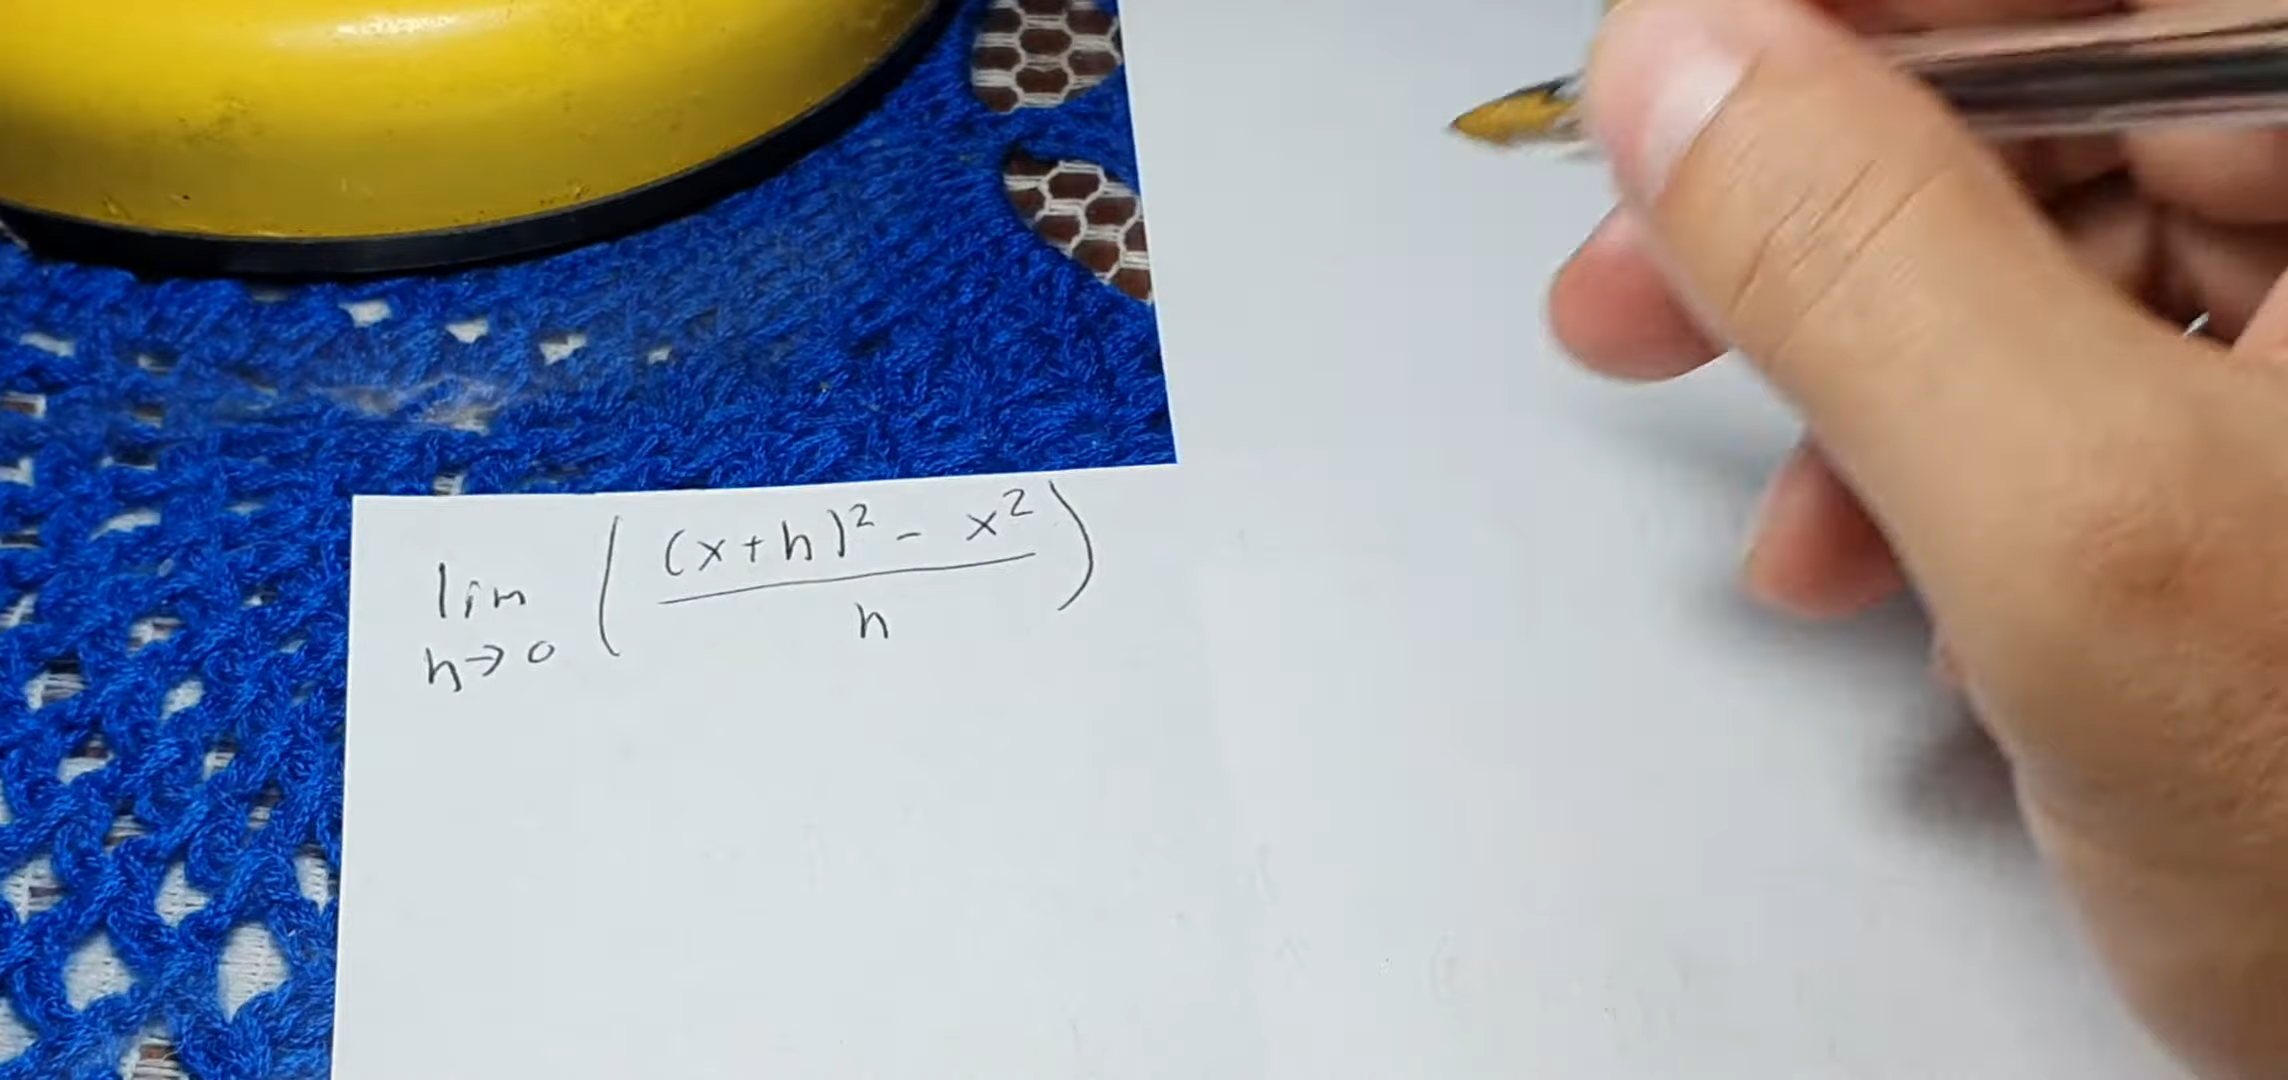 lim h→0 ( (x+h)² - x² / h )